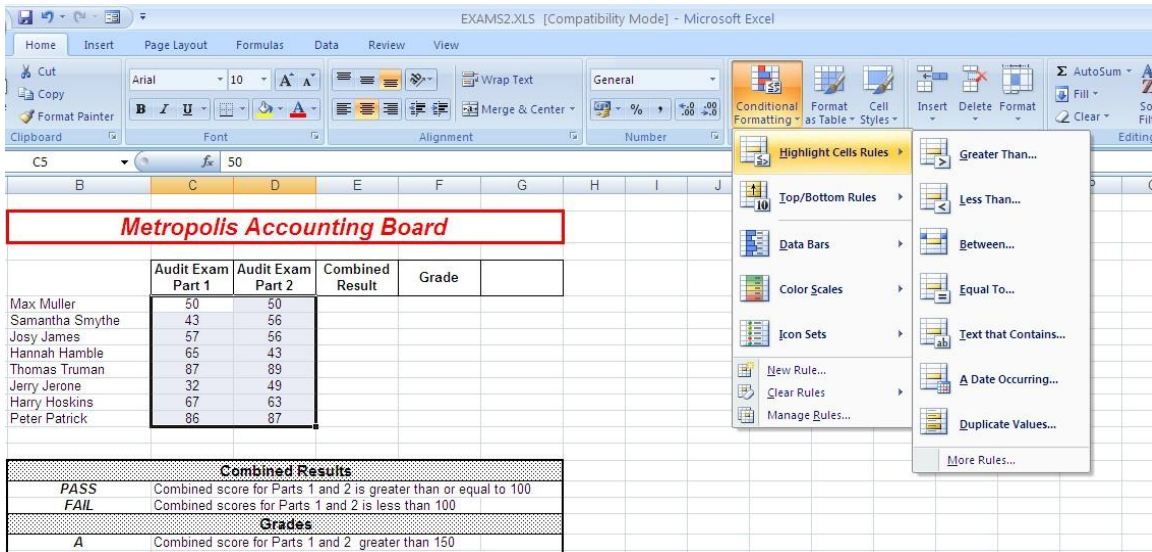 EXAMS2.XLS [Compatibility Mode] - Microsoft Excel
Home Insert Page Layout Formulas Data Review View
Cut
Copy
Format Painter
Clipboard
Arial 10 A A
B I U A
Font
Wrap Text
Merge & Center
Alignment
General
% , .00 .00
Number
Conditional Formatting
Format as Table
Cell Styles
Insert Delete Format
Σ AutoSum
Fill
Clear
Editing
C5 fx 50
B C D E F G H I J
Metropolis Accounting Board
Audit Exam Part 1 Audit Exam Part 2 Combined Result Grade
Max Muller 50 50
Samantha Smythe 43 56
Josy James 57 56
Hannah Hamble 65 43
Thomas Truman 87 89
Jerry Jerone 32 49
Harry Hoskins 67 63
Peter Patrick 86 87
Combined Results
PASS Combined score for Parts 1 and 2 is greater than or equal to 100
FAIL Combined scores for Parts 1 and 2 is less than 100
Grades
A Combined score for Parts 1 and 2 greater than 150
Highlight Cells Rules
Top/Bottom Rules
Data Bars
Color Scales
Icon Sets
New Rule...
Clear Rules
Manage Rules...
Greater Than...
Less Than...
Between...
Equal To...
Text that Contains...
A Date Occurring...
Duplicate Values...
More Rules...